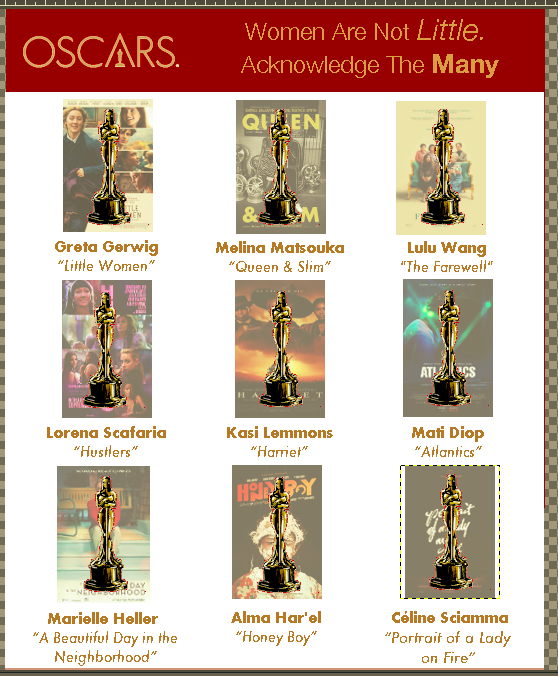 OSCARS.
Women Are Not Little.
Acknowledge The Many
QUEEN
&
Greta Gerwig
“Little Women”
Melina Matsouka
“Queen & Slim”
Lulu Wang
"The Farewell"
Lorena Scafaria
“Hustlers”
Kasi Lemmons
“Harriet”
Mati Diop
“Atlantics”
Marielle Heller
“A Beautiful Day in the
Neighborhood”
Alma Har'el
“Honey Boy”
Céline Sciamma
“Portrait of a Lady
on Fire”